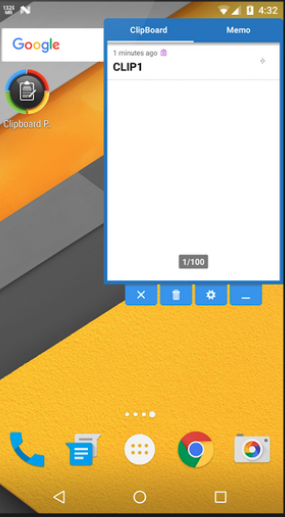 4:32
Google
ClipBoard Memo
1 minutes ago
CLIP1
Clipboard P..
1/100